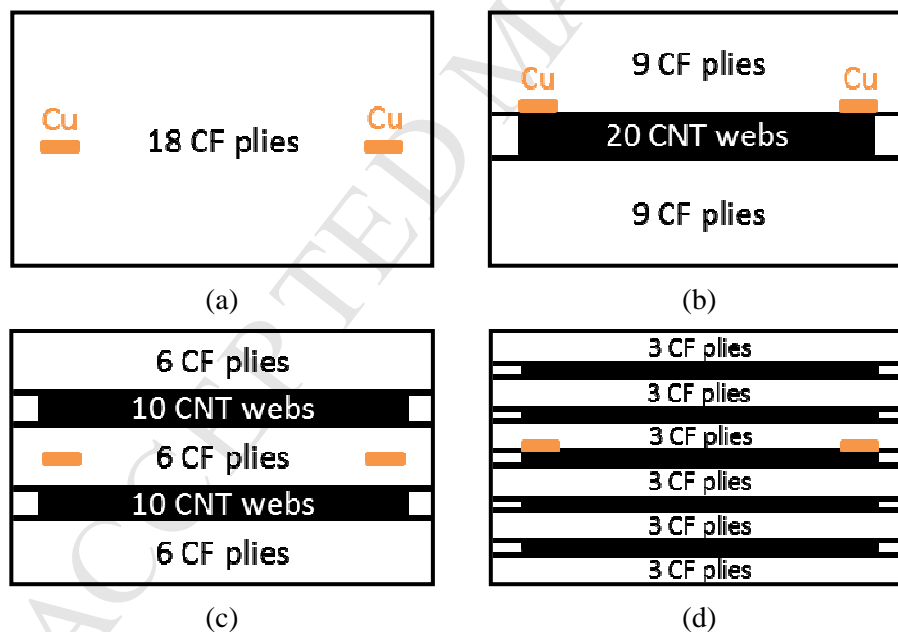 Cu
18 CF plies
Cu
(a)
9 CF plies
Cu
Cu
20 CNT webs
9 CF plies
(b)
6 CF plies
10 CNT webs
6 CF plies
10 CNT webs
6 CF plies
(c)
3 CF plies
3 CF plies
3 CF plies
3 CF plies
3 CF plies
3 CF plies
(d)
ACCEPTED MA